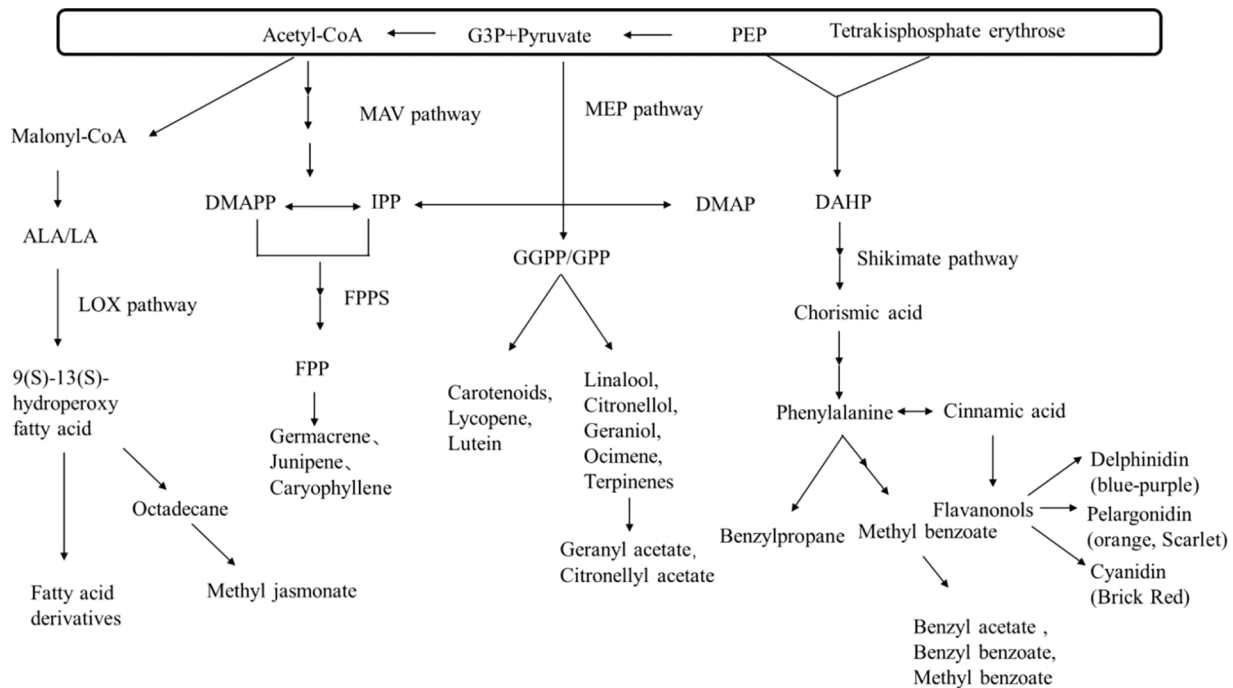 Acetyl-CoA
G3P+Pyruvate
PEP
Tetrakisphosphate erythrose
MAV pathway
MEP pathway
Malonyl-CoA
DMAPP
IPP
DMAP
DAHP
ALA/LA
GGPP/GPP
Shikimate pathway
LOX pathway
FPPS
Chorismic acid
FPP
9(S)-13(S)-
hydroperoxy
fatty acid
Carotenoids,
Lycopene,
Lutein
Linalool,
Citronellol,
Geraniol,
Ocimene,
Terpinenes
Phenylalanine
Cinnamic acid
Germacrene、
Junipene、
Caryophyllene
Delphinidin
(blue-purple)
Octadecane
Flavanonols
Pelargonidin
(orange, Scarlet)
Benzylpropane
Methyl benzoate
Geranyl acetate,
Citronellyl acetate
Cyanidin
(Brick Red)
Fatty acid
derivatives
Methyl jasmonate
Benzyl acetate ,
Benzyl benzoate,
Methyl benzoate